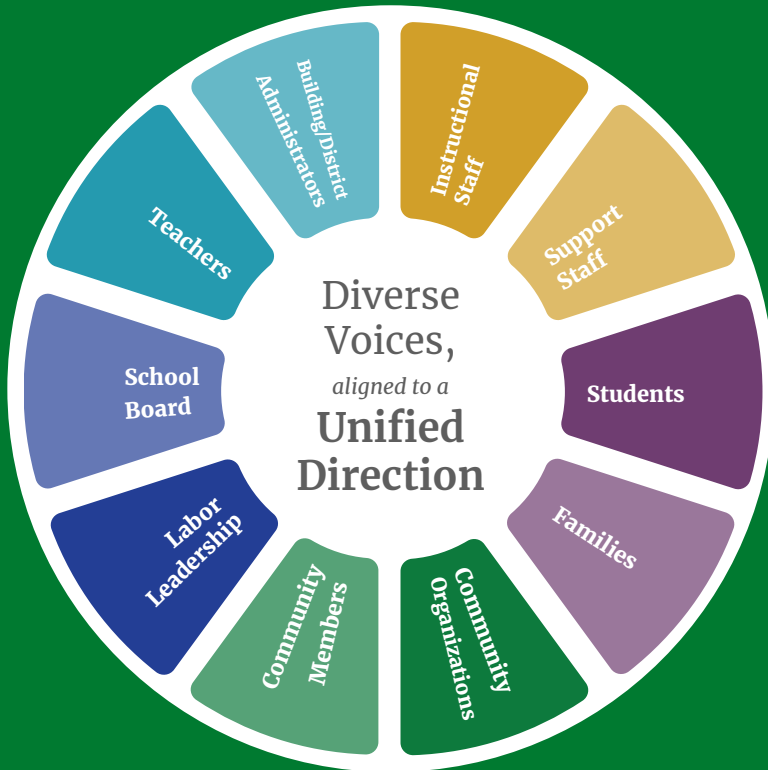 Diverse
Voices,
aligned to a
Unified
Direction
Instructional
Staff
Support
Staff
Students
Families
Community
Organizations
Community
Members
Labor
Leadership
School
Board
Teachers
Building/District
Administrators